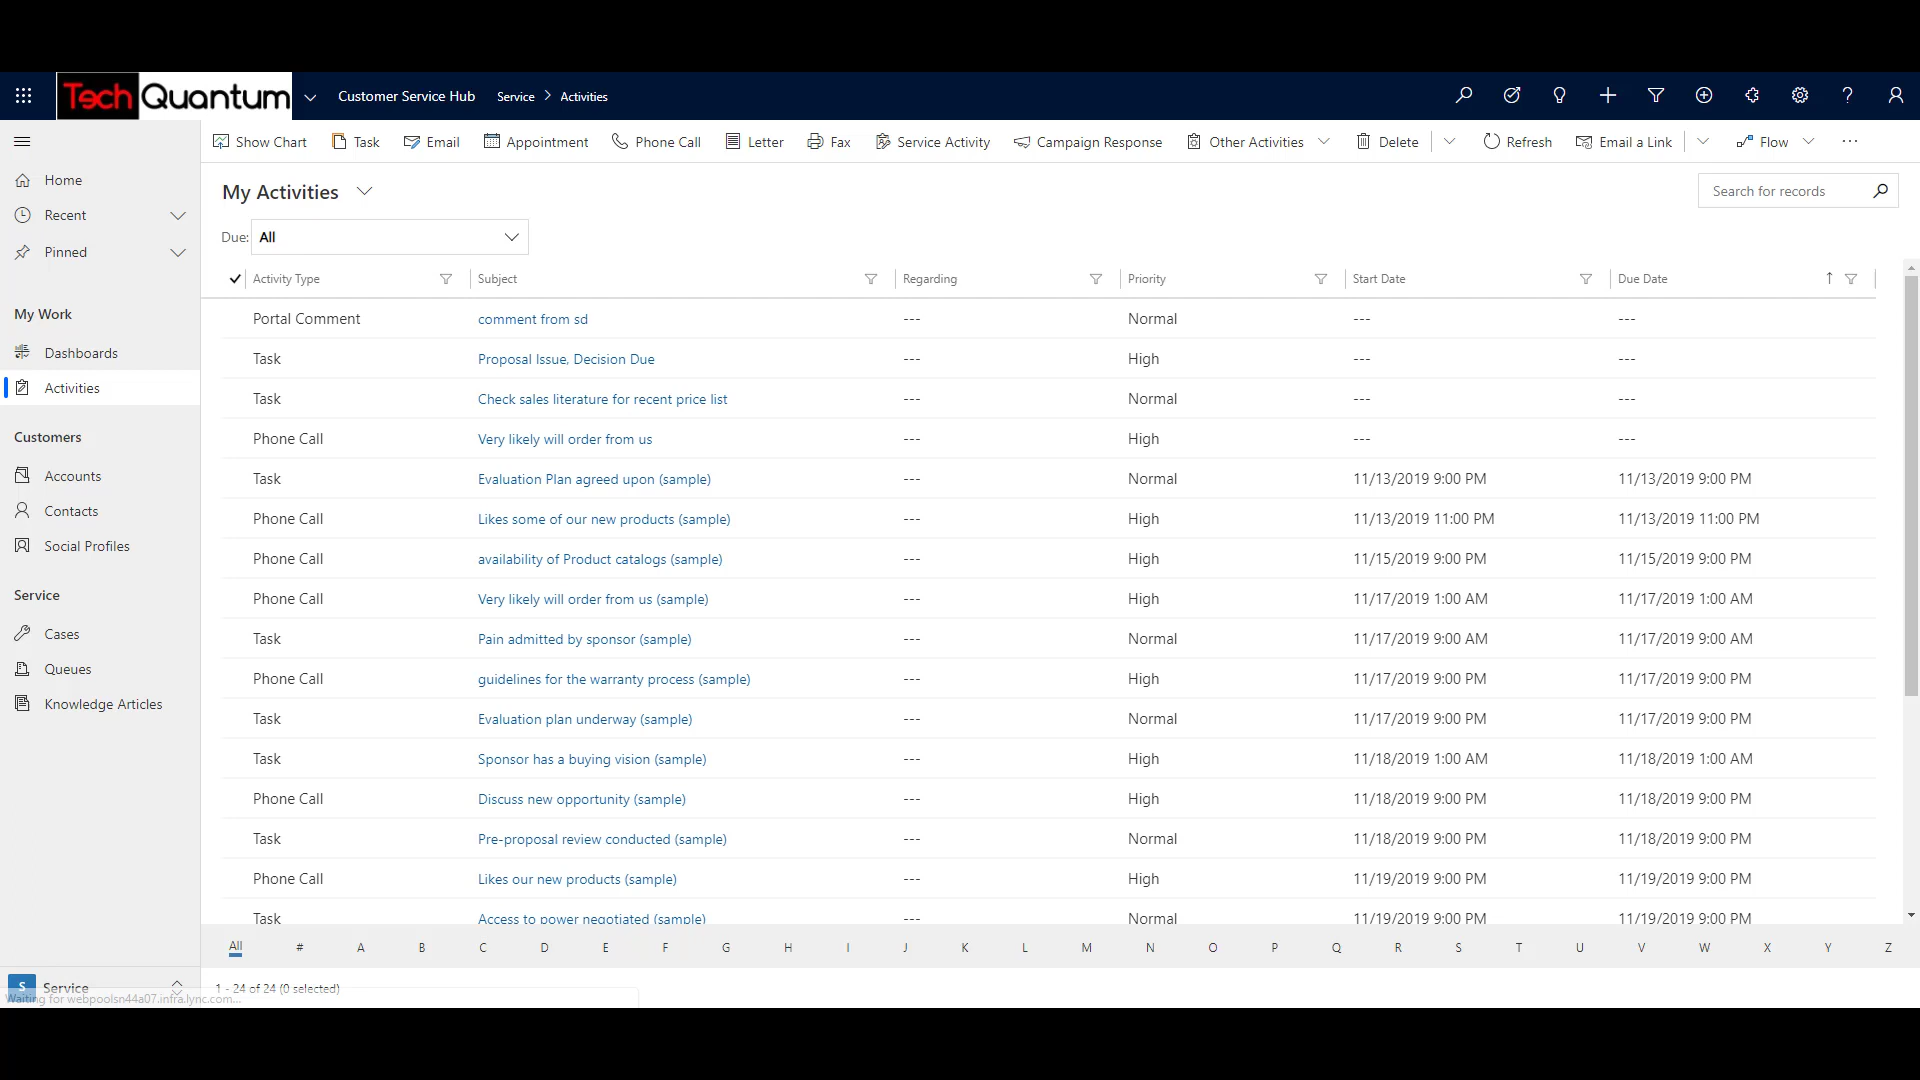 Tech Quantum Customer Service Hub Service > Activities
Show Chart Task Email Appointment Phone Call Letter Fax Service Activity Campaign Response Other Activities Delete Refresh Email a Link Flow ...
Home
Recent
Pinned
My Work
Dashboards
Activities
Customers
Accounts
Contacts
Social Profiles
Service
Cases
Queues
Knowledge Articles
S Service
Waiting for webpoolsn44a07.infra.lync.com...
My Activities
Search for records
Due: All
Activity Type Subject Regarding Priority Start Date Due Date
Portal Comment comment from sd --- Normal --- ---
Task Proposal Issue, Decision Due --- High --- ---
Task Check sales literature for recent price list --- Normal --- ---
Phone Call Very likely will order from us --- High --- ---
Task Evaluation Plan agreed upon (sample) --- Normal 11/13/2019 9:00 PM 11/13/2019 9:00 PM
Phone Call Likes some of our new products (sample) --- High 11/13/2019 11:00 PM 11/13/2019 11:00 PM
Phone Call availability of Product catalogs (sample) --- High 11/15/2019 9:00 PM 11/15/2019 9:00 PM
Phone Call Very likely will order from us (sample) --- High 11/17/2019 1:00 AM 11/17/2019 1:00 AM
Task Pain admitted by sponsor (sample) --- Normal 11/17/2019 9:00 AM 11/17/2019 9:00 AM
Phone Call guidelines for the warranty process (sample) --- High 11/17/2019 9:00 PM 11/17/2019 9:00 PM
Task Evaluation plan underway (sample) --- Normal 11/17/2019 9:00 PM 11/17/2019 9:00 PM
Task Sponsor has a buying vision (sample) --- High 11/18/2019 1:00 AM 11/18/2019 1:00 AM
Phone Call Discuss new opportunity (sample) --- High 11/18/2019 9:00 PM 11/18/2019 9:00 PM
Task Pre-proposal review conducted (sample) --- Normal 11/18/2019 9:00 PM 11/18/2019 9:00 PM
Phone Call Likes our new products (sample) --- High 11/19/2019 9:00 PM 11/19/2019 9:00 PM
Task Access to power negotiated (sample) --- Normal 11/19/2019 9:00 PM 11/19/2019 9:00 PM
All # A B C D E F G H I J K L M N O P Q R S T U V W X Y Z
1 - 24 of 24 (0 selected)